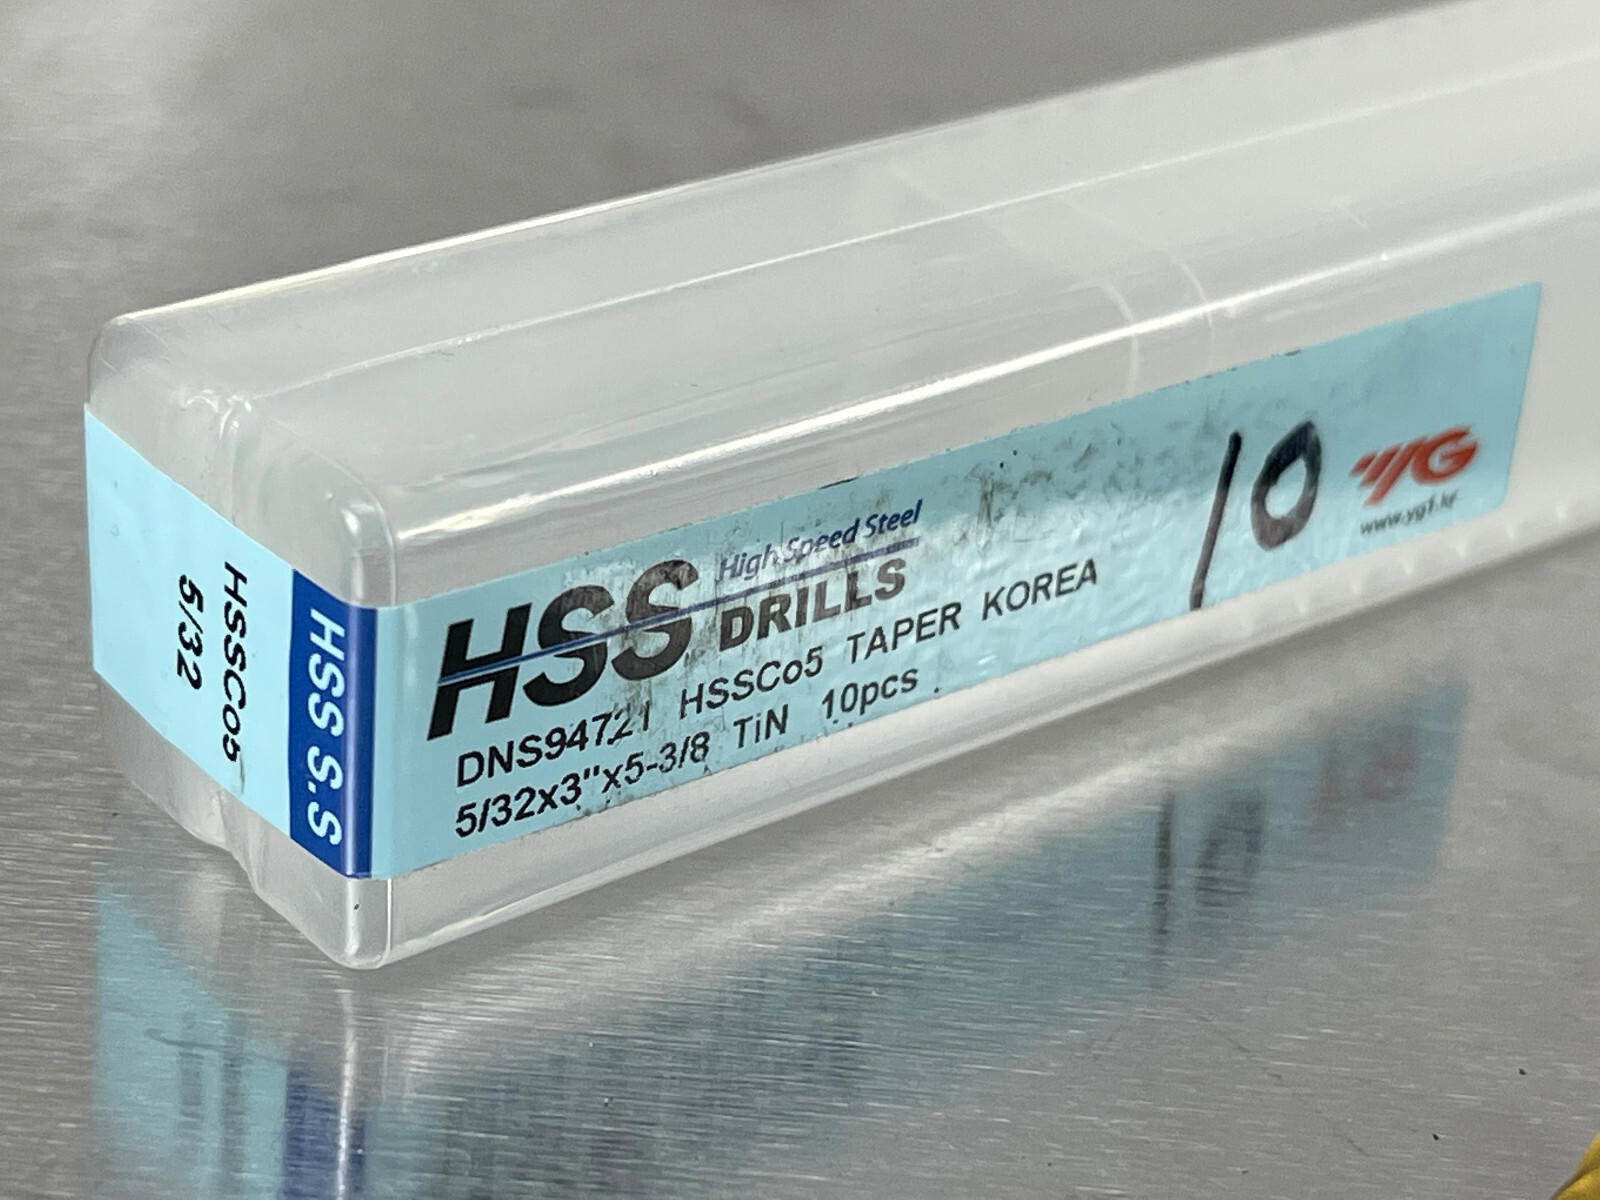 HSSCo5
5/32
HSS S.S
HSS High Speed Steel
DRILLS
DNS94721 HSSCo5 TAPER KOREA
5/32x3"x5-3/8 TiN 10pcs
10
YG
www.yg1.kr